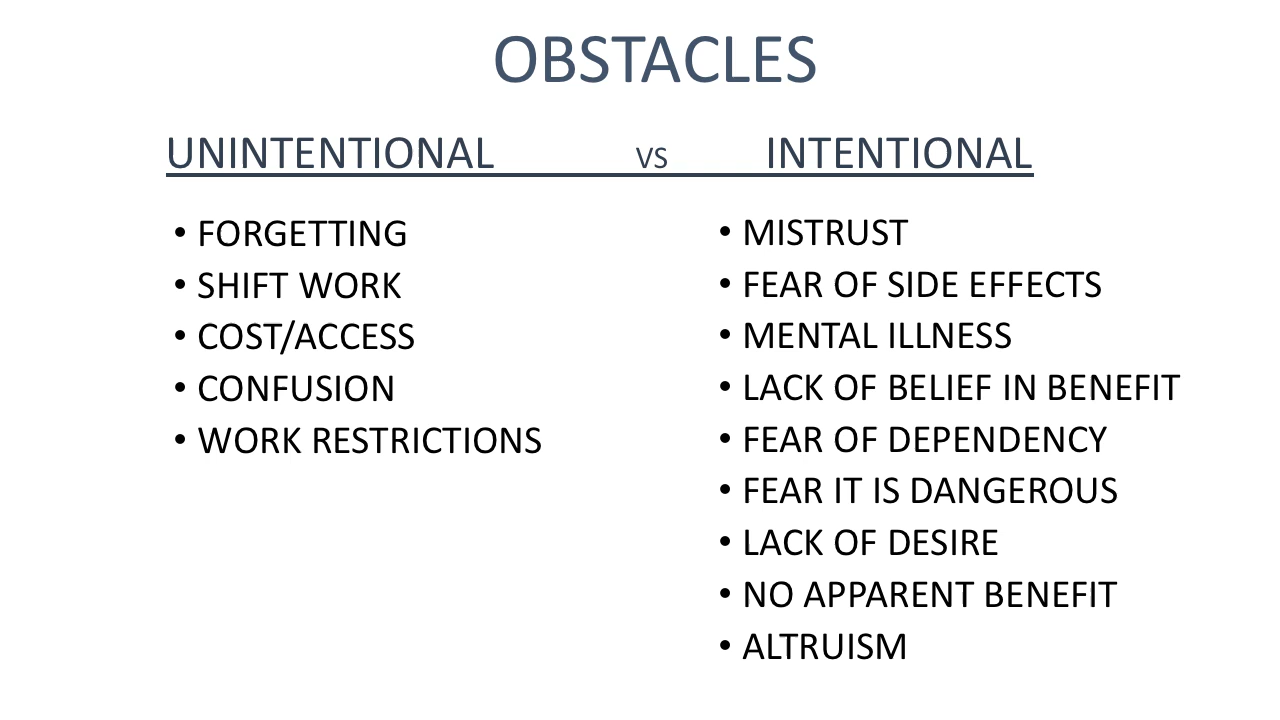 OBSTACLES
UNINTENTIONAL VS INTENTIONAL
• FORGETTING
• SHIFT WORK
• COST/ACCESS
• CONFUSION
• WORK RESTRICTIONS
• MISTRUST
• FEAR OF SIDE EFFECTS
• MENTAL ILLNESS
• LACK OF BELIEF IN BENEFIT
• FEAR OF DEPENDENCY
• FEAR IT IS DANGEROUS
• LACK OF DESIRE
• NO APPARENT BENEFIT
• ALTRUISM